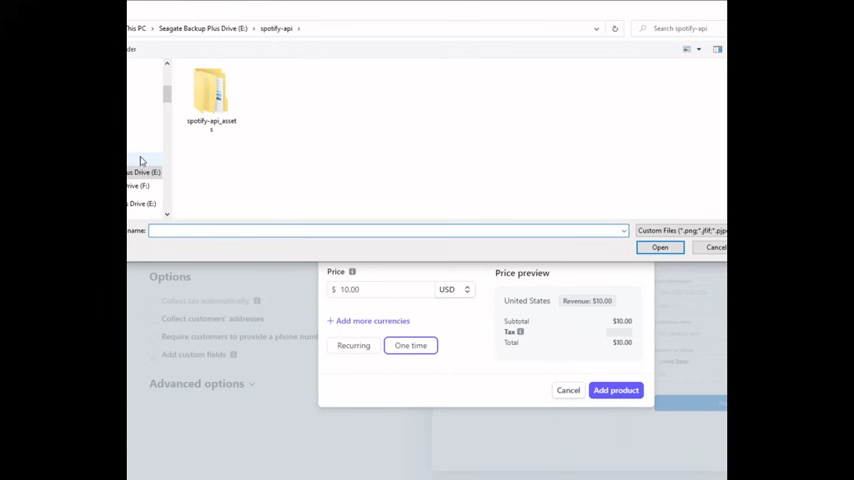 This PC > Seagate Backup Plus Drive (E:) > spotify-api >
Search spotify-api
der
spotify-api_asset
s
us Drive (E:)
rive (F:)
s Drive (E:)
name:
Custom Files (*.png;*.jfif;*.pjpe
Open
Cancel
Options
Collect tax automatically
Collect customers' addresses
Require customers to provide a phone num
Add custom fields
Advanced options
Price
$ 10.00
USD
+ Add more currencies
Recurring
One time
Price preview
United States
Revenue: $10.00
Subtotal
$10.00
Tax
Total
$10.00
Cancel
Add product